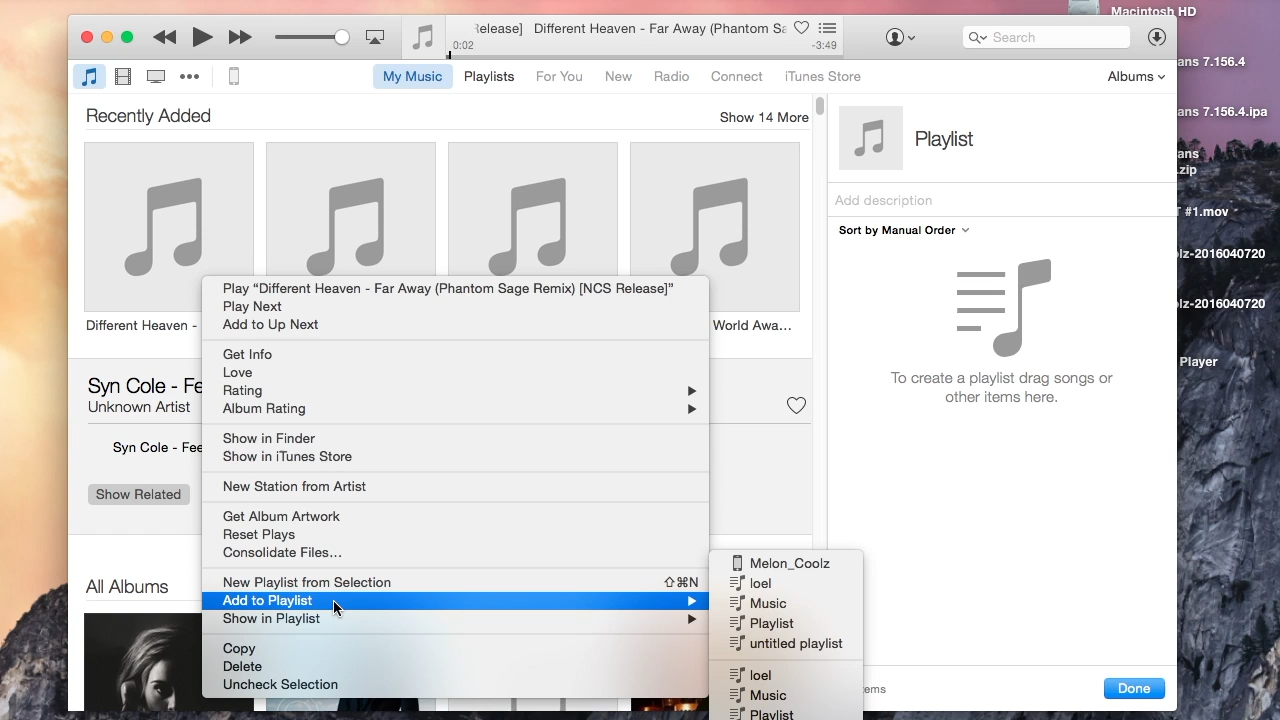 Macintosh HD
Release] Different Heaven - Far Away (Phantom Sa
0:02
-3:49
Search
ans 7.156.4
My Music
Playlists
For You
New
Radio
Connect
iTunes Store
Albums
Recently Added
Show 14 More
Playlist
ans 7.156.4.ipa
ans
.zip
Add description
T #1.mov
Sort by Manual Order
lz-2016040720
lz-2016040720
Different Heaven -
World Awa...
Player
To create a playlist drag songs or
other items here.
Syn Cole - Fe
Unknown Artist
Syn Cole - Fee
Show Related
All Albums
Play “Different Heaven - Far Away (Phantom Sage Remix) [NCS Release]”
Play Next
Add to Up Next
Get Info
Love
Rating
Album Rating
Show in Finder
Show in iTunes Store
New Station from Artist
Get Album Artwork
Reset Plays
Consolidate Files...
New Playlist from Selection ⇧⌘N
Add to Playlist
Show in Playlist
Copy
Delete
Uncheck Selection
Melon_Coolz
loel
Music
Playlist
untitled playlist
loel
Music
Playlist
ems
Done